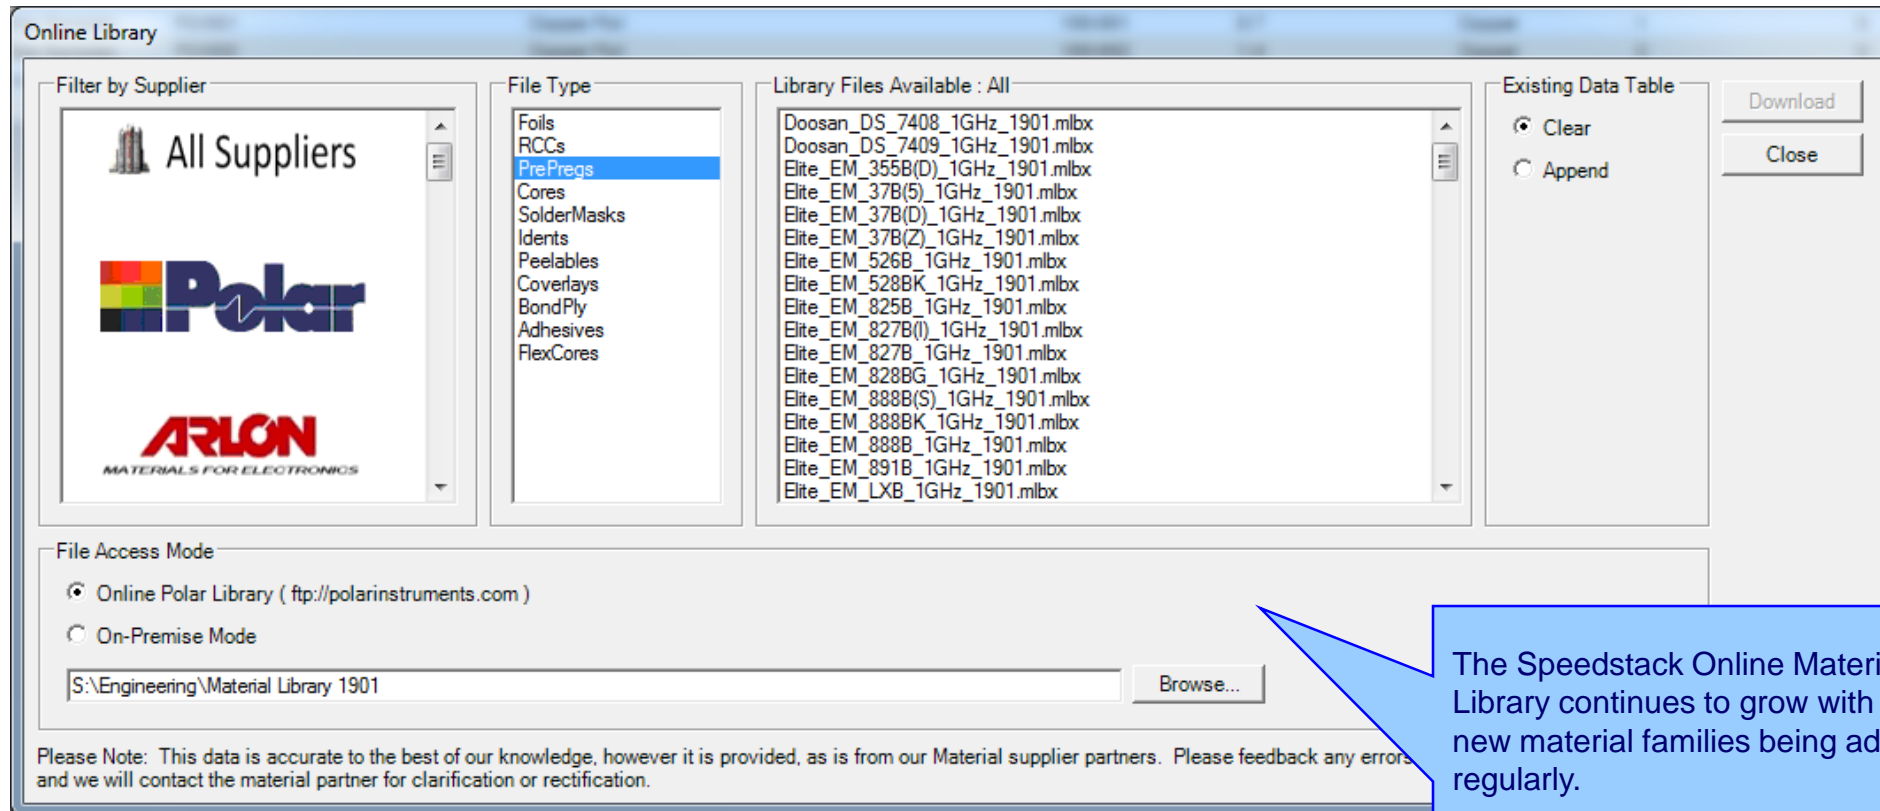 Online Library
Filter by Supplier
All Suppliers
Polar
ARLON
MATERIALS FOR ELECTRONICS
File Type
Foils
RCCs
PrePregs
Cores
SolderMasks
Idents
Peelables
Coverlays
BondPly
Adhesives
FlexCores
Library Files Available : All
Doosan_DS_7408_1GHz_1901.mlbx
Doosan_DS_7409_1GHz_1901.mlbx
Elite_EM_355B(D)_1GHz_1901.mlbx
Elite_EM_37B(5)_1GHz_1901.mlbx
Elite_EM_37B(D)_1GHz_1901.mlbx
Elite_EM_37B(Z)_1GHz_1901.mlbx
Elite_EM_526B_1GHz_1901.mlbx
Elite_EM_528BK_1GHz_1901.mlbx
Elite_EM_825B_1GHz_1901.mlbx
Elite_EM_827B(I)_1GHz_1901.mlbx
Elite_EM_827B_1GHz_1901.mlbx
Elite_EM_828BG_1GHz_1901.mlbx
Elite_EM_888B(S)_1GHz_1901.mlbx
Elite_EM_888BK_1GHz_1901.mlbx
Elite_EM_888B_1GHz_1901.mlbx
Elite_EM_891B_1GHz_1901.mlbx
Elite_EM_LXB_1GHz_1901.mlbx
Existing Data Table
Clear
Append
Download
Close
File Access Mode
Online Polar Library ( ftp://polarinstruments.com )
On-Premise Mode
S:\Engineering\Material Library 1901
Browse...
Please Note: This data is accurate to the best of our knowledge, however it is provided, as is from our Material supplier partners. Please feedback any errors
and we will contact the material partner for clarification or rectification.
The Speedstack Online Materi
Library continues to grow with
new material families being ad
regularly.